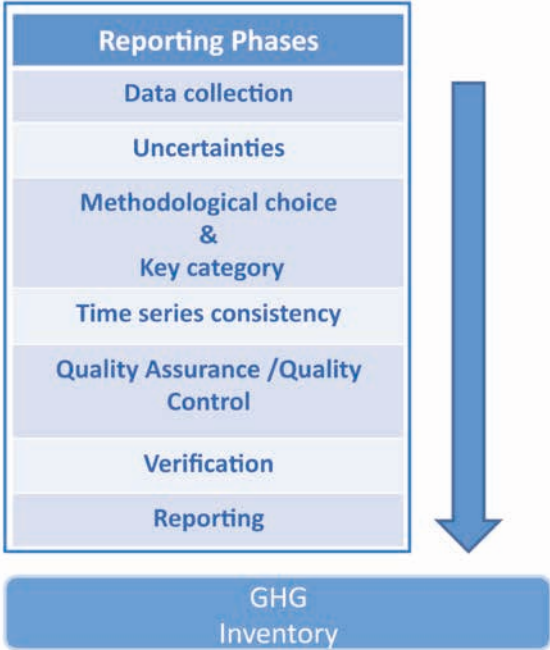 Reporting Phases
Data collection
Uncertainties
Methodological choice
&
Key category
Time series consistency
Quality Assurance /Quality
Control
Verification
Reporting
GHG
Inventory